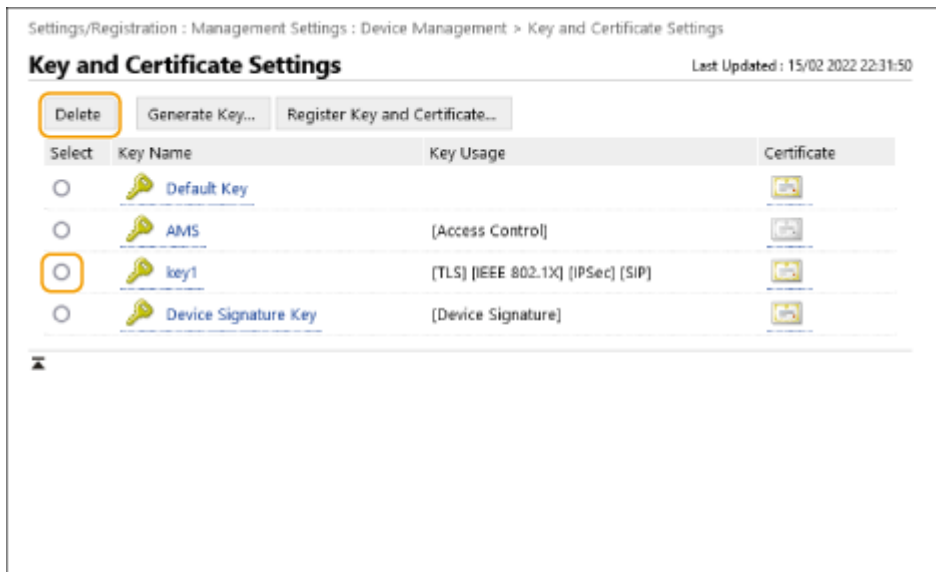 Settings/Registration : Management Settings : Device Management > Key and Certificate Settings
Key and Certificate Settings Last Updated : 15/02 2022 22:31:50
Delete Generate Key... Register Key and Certificate...
Select Key Name Key Usage Certificate
Default Key
AMS [Access Control]
key1 [TLS] [IEEE 802.1X] [IPSec] [SIP]
Device Signature Key [Device Signature]